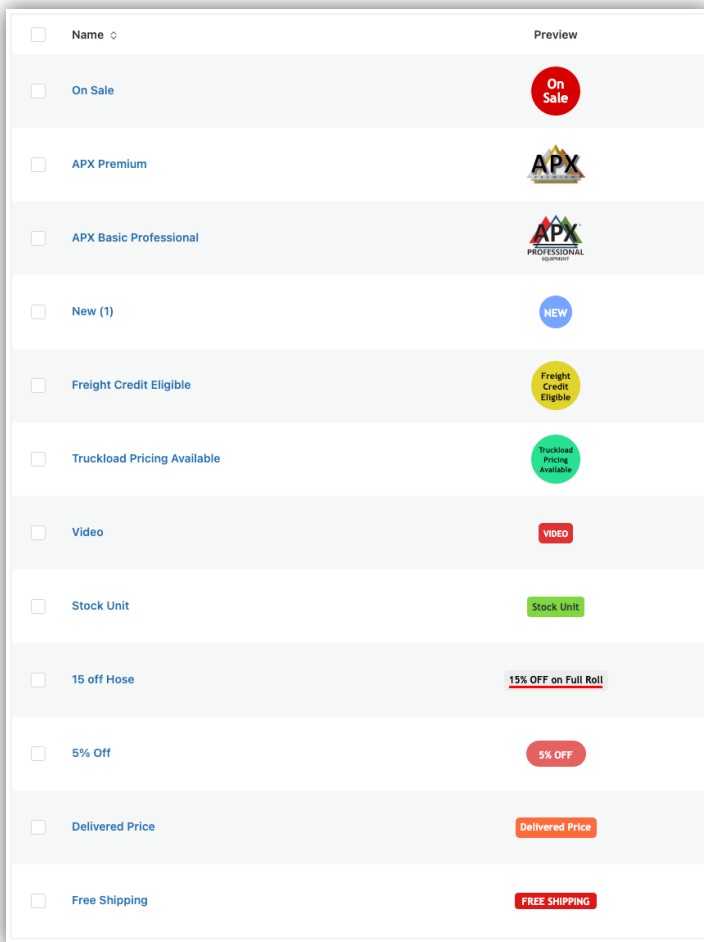 Name Preview
On Sale
On
Sale
APX Premium
APX
PREMIUM
APX Basic Professional
APX
PROFESSIONAL
EQUIPMENT
New (1)
NEW
Freight Credit Eligible
Freight
Credit
Eligible
Truckload Pricing Available
Truckload
Pricing
Available
Video
VIDEO
Stock Unit
Stock Unit
15 off Hose
15% OFF on Full Roll
5% Off
5% OFF
Delivered Price
Delivered Price
Free Shipping
FREE SHIPPING